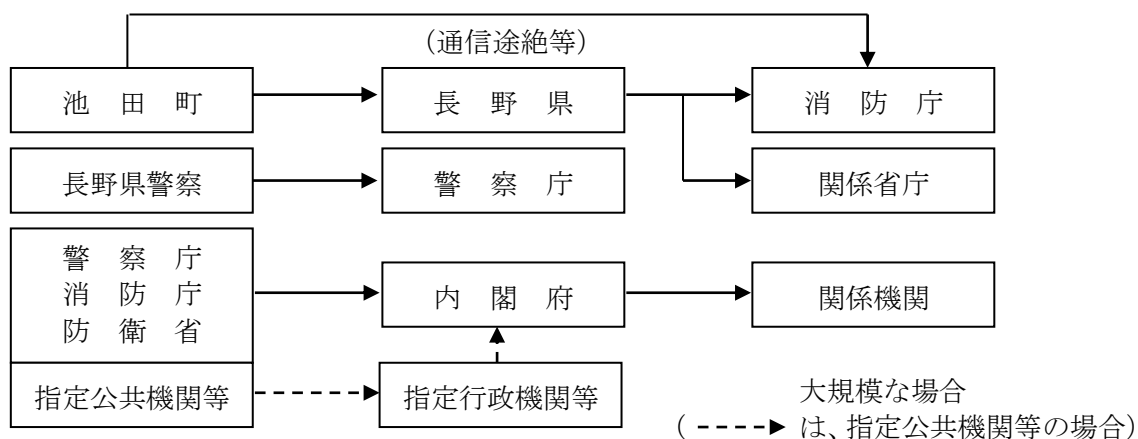 (通信途絶等)
池 田 町
長 野 県
消 防 庁
長野県警察
警 察 庁
関係省庁
警 察 庁
消 防 庁
防 衛 省
内 閣 府
関係機関
指定公共機関等
指定行政機関等
大規模な場合
( は、指定公共機関等の場合)